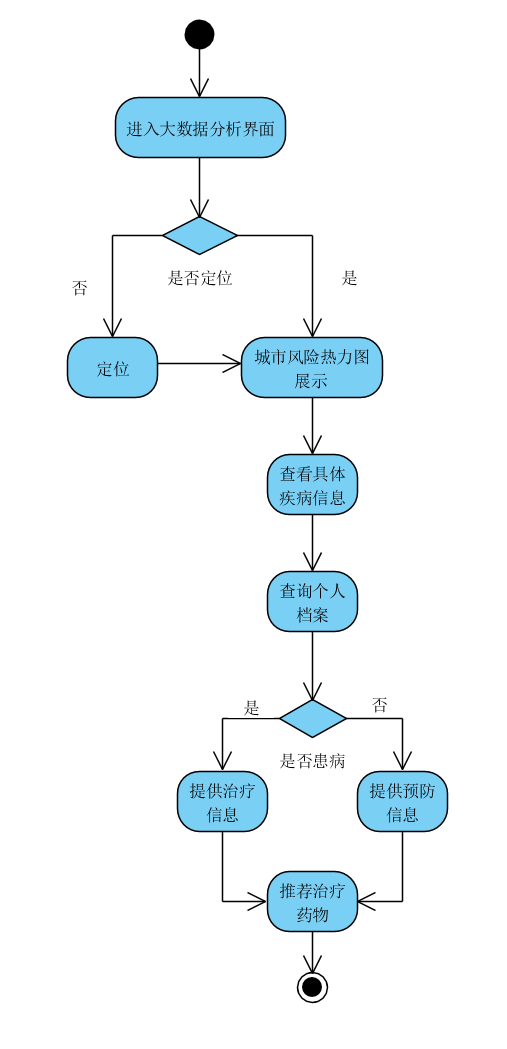 进入大数据分析界面
是否定位
否
是
定位
城市风险热力图
展示
查看具体
疾病信息
查询个人
档案
是
否
是否患病
提供治疗
信息
提供预防
信息
推荐治疗
药物